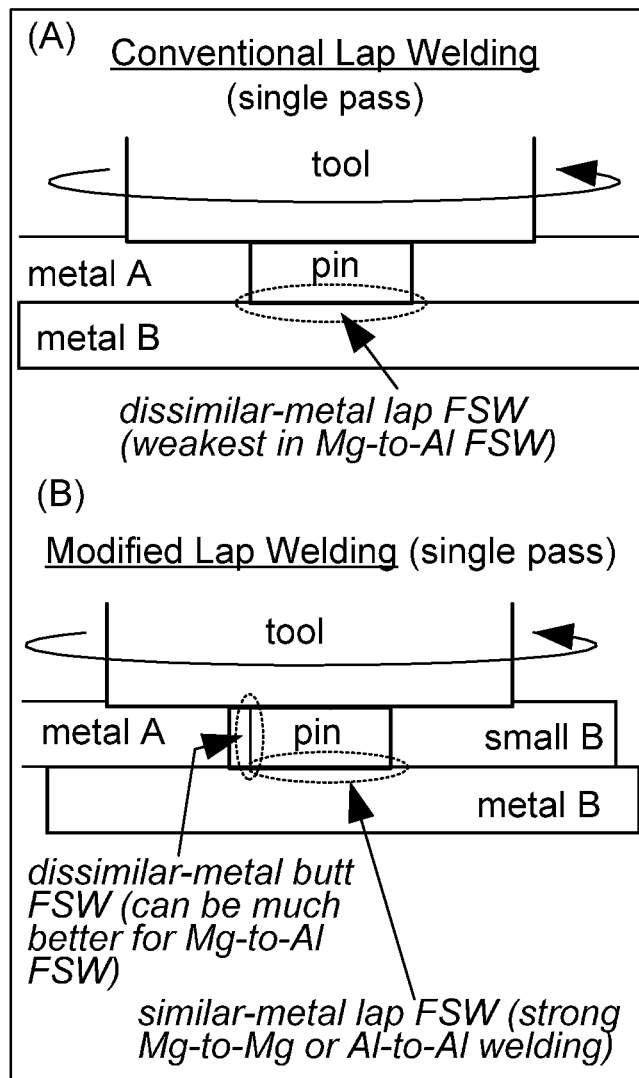 (A)
Conventional Lap Welding
(single pass)
tool
pin
metal A
metal B
dissimilar-metal lap FSW
(weakest in Mg-to-Al FSW)
(B)
Modified Lap Welding (single pass)
tool
metal A
pin
small B
metal B
dissimilar-metal butt
FSW (can be much
better for Mg-to-Al
FSW)
similar-metal lap FSW (strong
Mg-to-Mg or Al-to-Al welding)